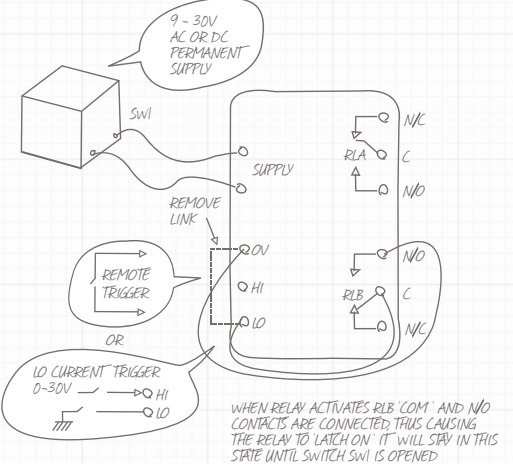 9 - 30V
AC OR DC
PERMANENT
SUPPLY
SW1
SUPPLY
REMOVE
LINK
0V
HI
LO
RLA
N/C
C
N/O
RLB
N/O
C
N/C
REMOTE
TRIGGER
OR
LO CURRENT TRIGGER
0-30V
HI
LO
WHEN RELAY ACTIVATES RLB 'COM' AND N/O
CONTACTS ARE CONNECTED, THUS CAUSING
THE RELAY TO 'LATCH ON' IT WILL STAY IN THIS
STATE UNTIL SWITCH SW1 IS OPENED